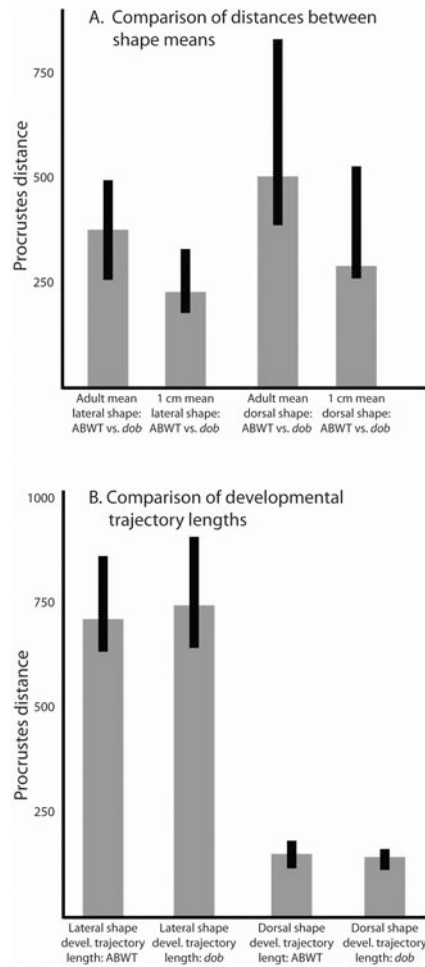 A. Comparison of distances between
shape means
Procrustes distance
750
500
250
Adult mean
lateral shape:
ABWT vs. dob
1 cm mean
lateral shape:
ABWT vs. dob
Adult mean
dorsal shape:
ABWT vs. dob
1 cm mean
dorsal shape:
ABWT vs. dob
B. Comparison of developmental
trajectory lengths
Procrustes distance
1000
750
500
250
Lateral shape
devel. trajectory
length: ABWT
Lateral shape
devel. trajectory
length: dob
Dorsal shape
devel. trajectory
lengt: ABWT
Dorsal shape
devel. trajectory
length: dob